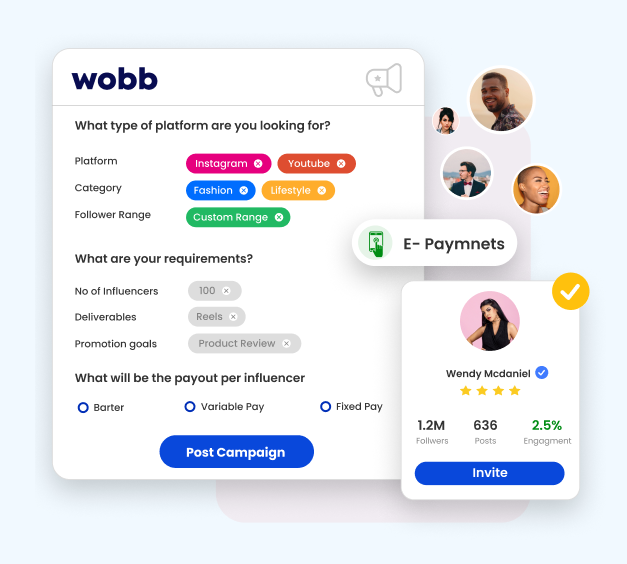 wobb
What type of platform are you looking for?
Platform
Instagram
Youtube
Category
Fashion
Lifestyle
Follower Range
Custom Range
E- Paymnets
What are your requirements?
No of Influencers
100
Deliverables
Reels
Promotion goals
Product Review
What will be the payout per influencer
Barter
Variable Pay
Fixed Pay
Post Campaign
Wendy Mcdaniel
1.2M
636
2.5%
Follwers
Posts
Engagment
Invite